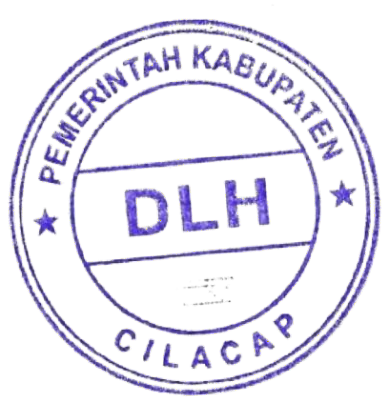 PEMERINTAH KABUPATEN
DLH
CILACAP